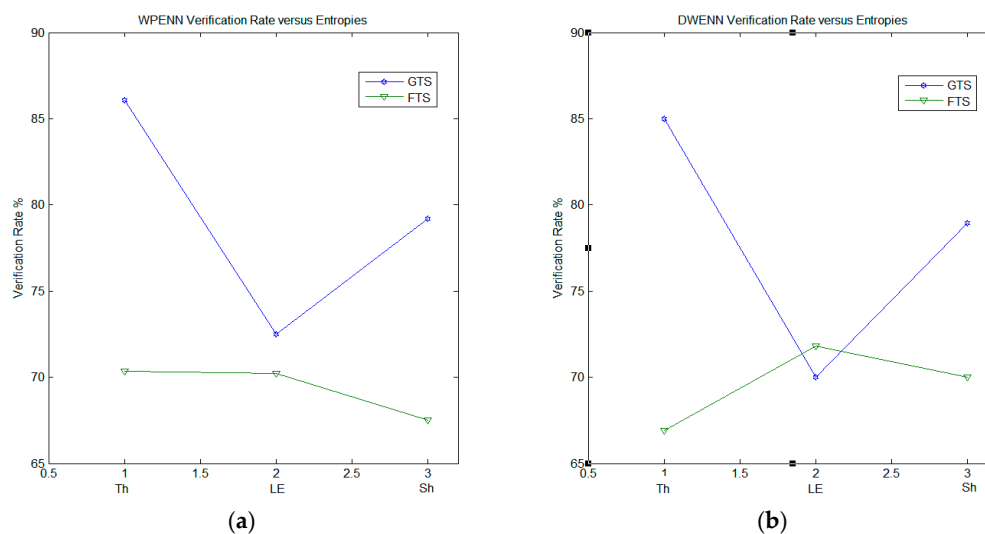 WPENN Verification Rate versus Entropies
90
85
80
75
70
65
Verification Rate %
GTS
FTS
0.5 1 1.5 2 2.5 3
Th LE Sh
(a)
DWENN Verification Rate versus Entropies
90
85
80
75
70
65
Verification Rate %
GTS
FTS
0.5 1 1.5 2 2.5 3
Th LE Sh
(b)